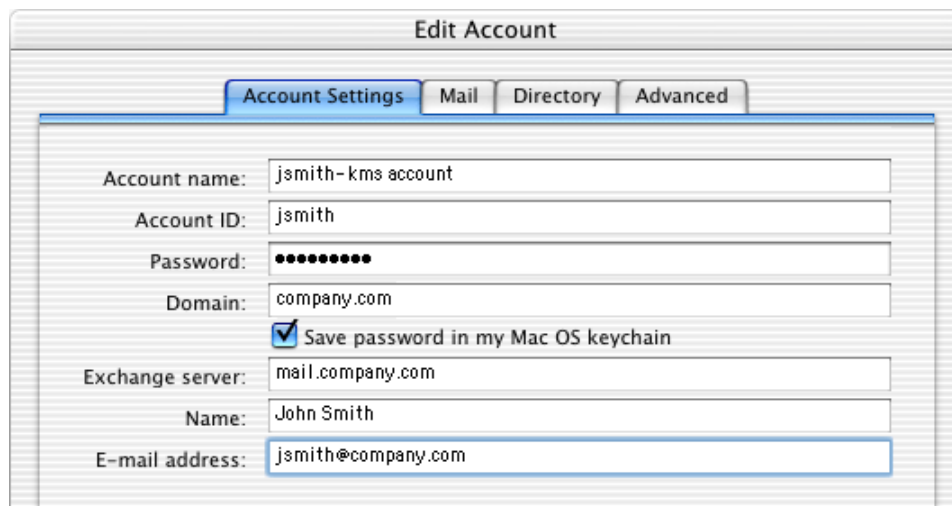 Edit Account
Account Settings Mail Directory Advanced
Account name: jsmith-kms account
Account ID: jsmith
Password: •••••••••
Domain: company.com
Save password in my Mac OS keychain
Exchange server: mail.company.com
Name: John Smith
E-mail address: jsmith@company.com